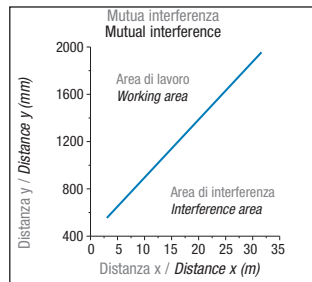 Mutua interferenza
Mutual interference
2000
1600
1200
800
400
Area di lavoro
Working area
Area di interferenza
Interference area
0 5 10 15 20 25 30 35
Distanza y / Distance y (mm)
Distanza x / Distance x (m)